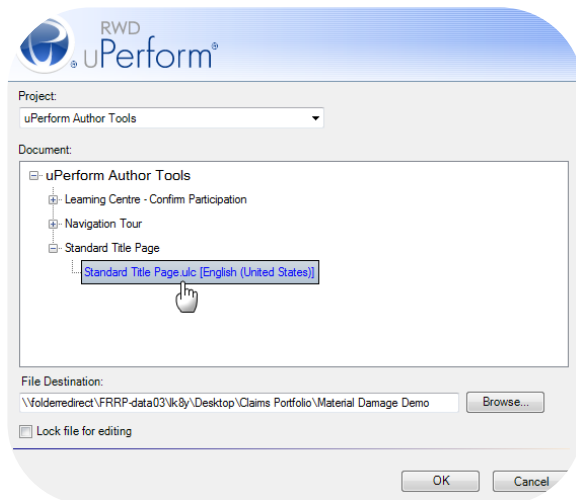 RWD
uPerform®
Project:
uPerform Author Tools
Document:
uPerform Author Tools
Learning Centre - Confirm Participation
Navigation Tour
Standard Title Page
Standard Title Page.ulc [English (United States)]
File Destination:
\\folderredirect\FRRP-data03\lk8y\Desktop\Claims Portfolio\Material Damage Demo
Browse...
Lock file for editing
OK
Cancel